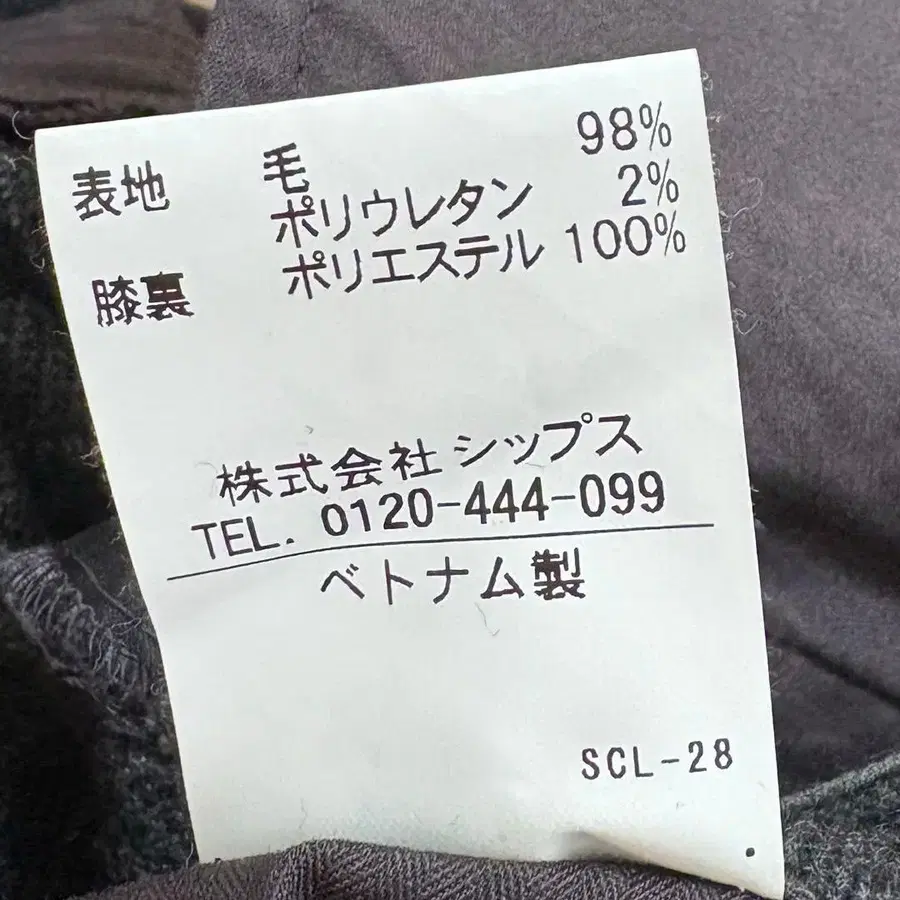 表地 毛 98%
ポリウレタン 2%
膝裏 ポリエステル 100%
株式会社 シップス
TEL. 0120-444-099
ベトナム製
SCL-28